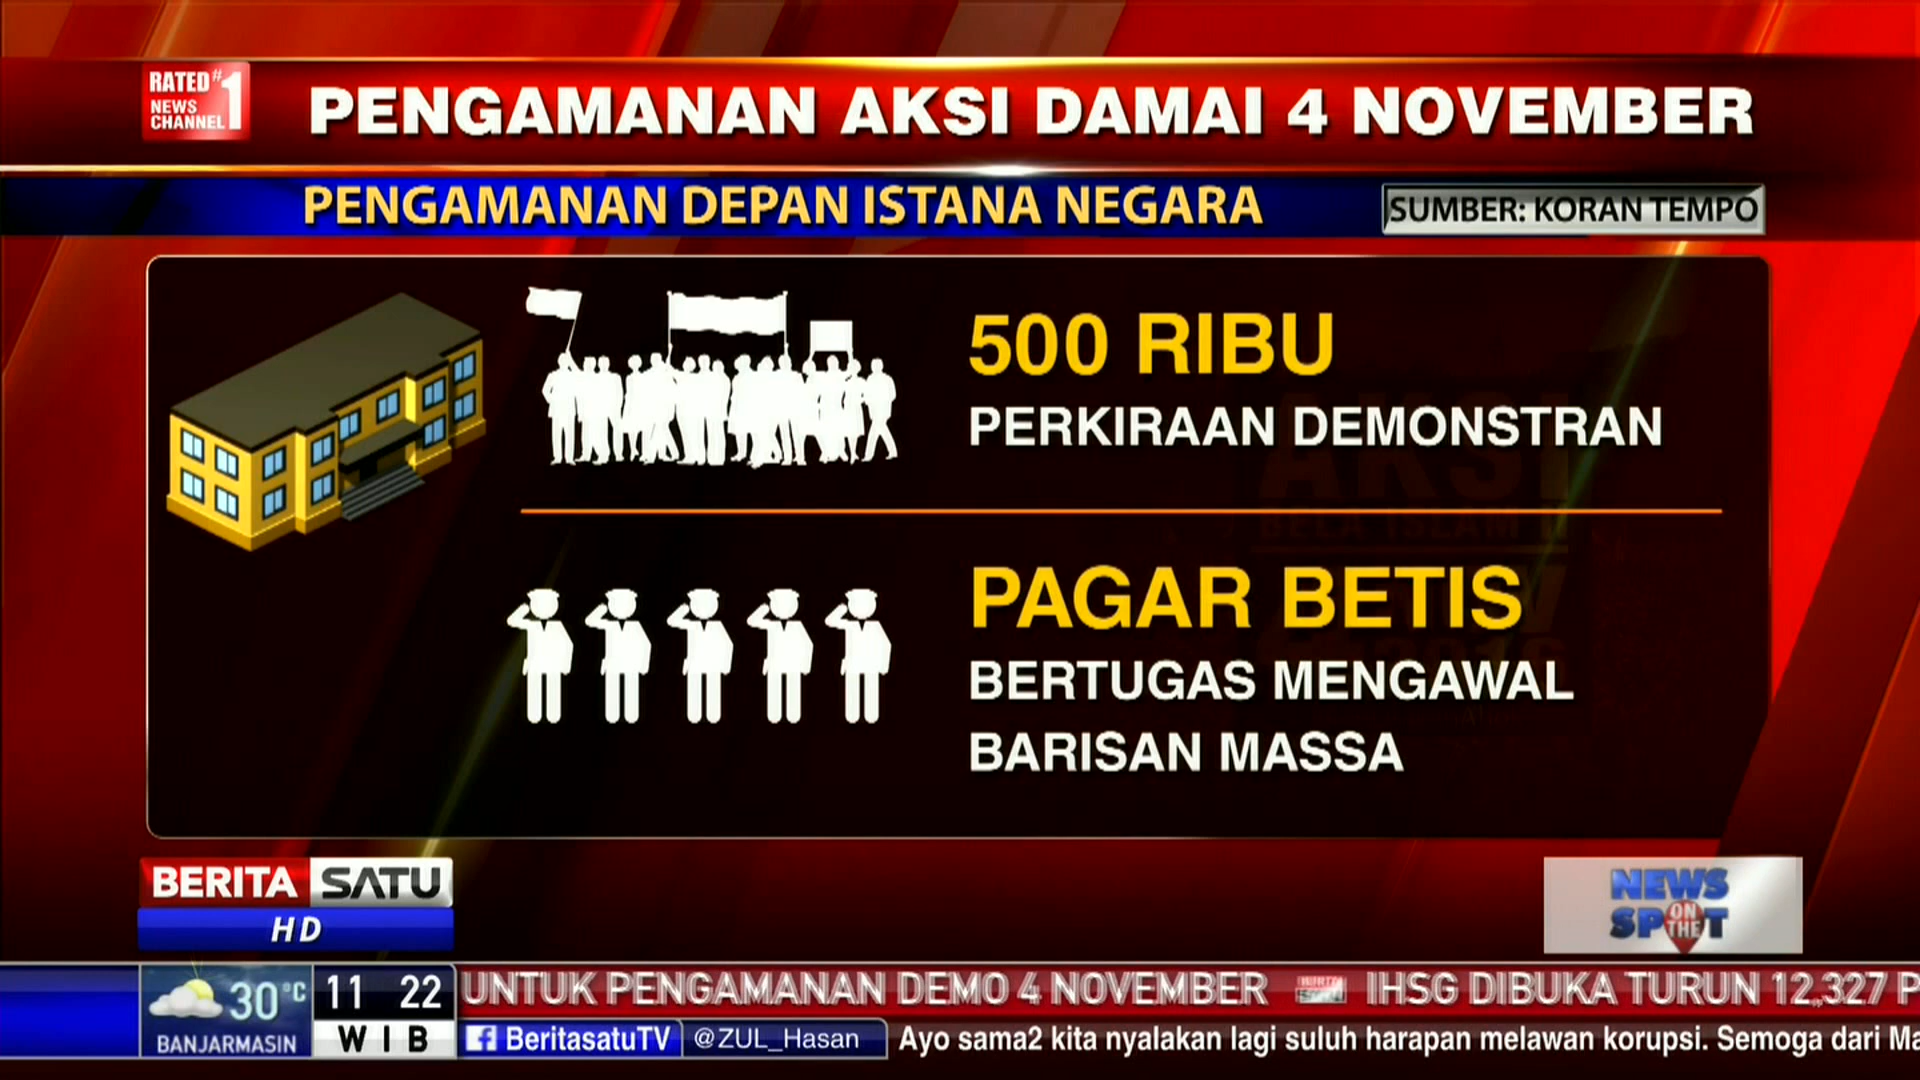 RATED #1
NEWS
CHANNEL
PENGAMANAN AKSI DAMAI 4 NOVEMBER
PENGAMANAN DEPAN ISTANA NEGARA
SUMBER: KORAN TEMPO
500 RIBU
PERKIRAAN DEMONSTRAN
PAGAR BETIS
BERTUGAS MENGAWAL
BARISAN MASSA
BERITA SATU
HD
NEWS
ON THE SPOT
30°C
BANJARMASIN
11 22
WIB
UNTUK PENGAMANAN DEMO 4 NOVEMBER
IHSG DIBUKA TURUN 12,327 P
BeritasatuTV
@ZUL_Hasan
Ayo sama2 kita nyalakan lagi suluh harapan melawan korupsi. Semoga dari Ma